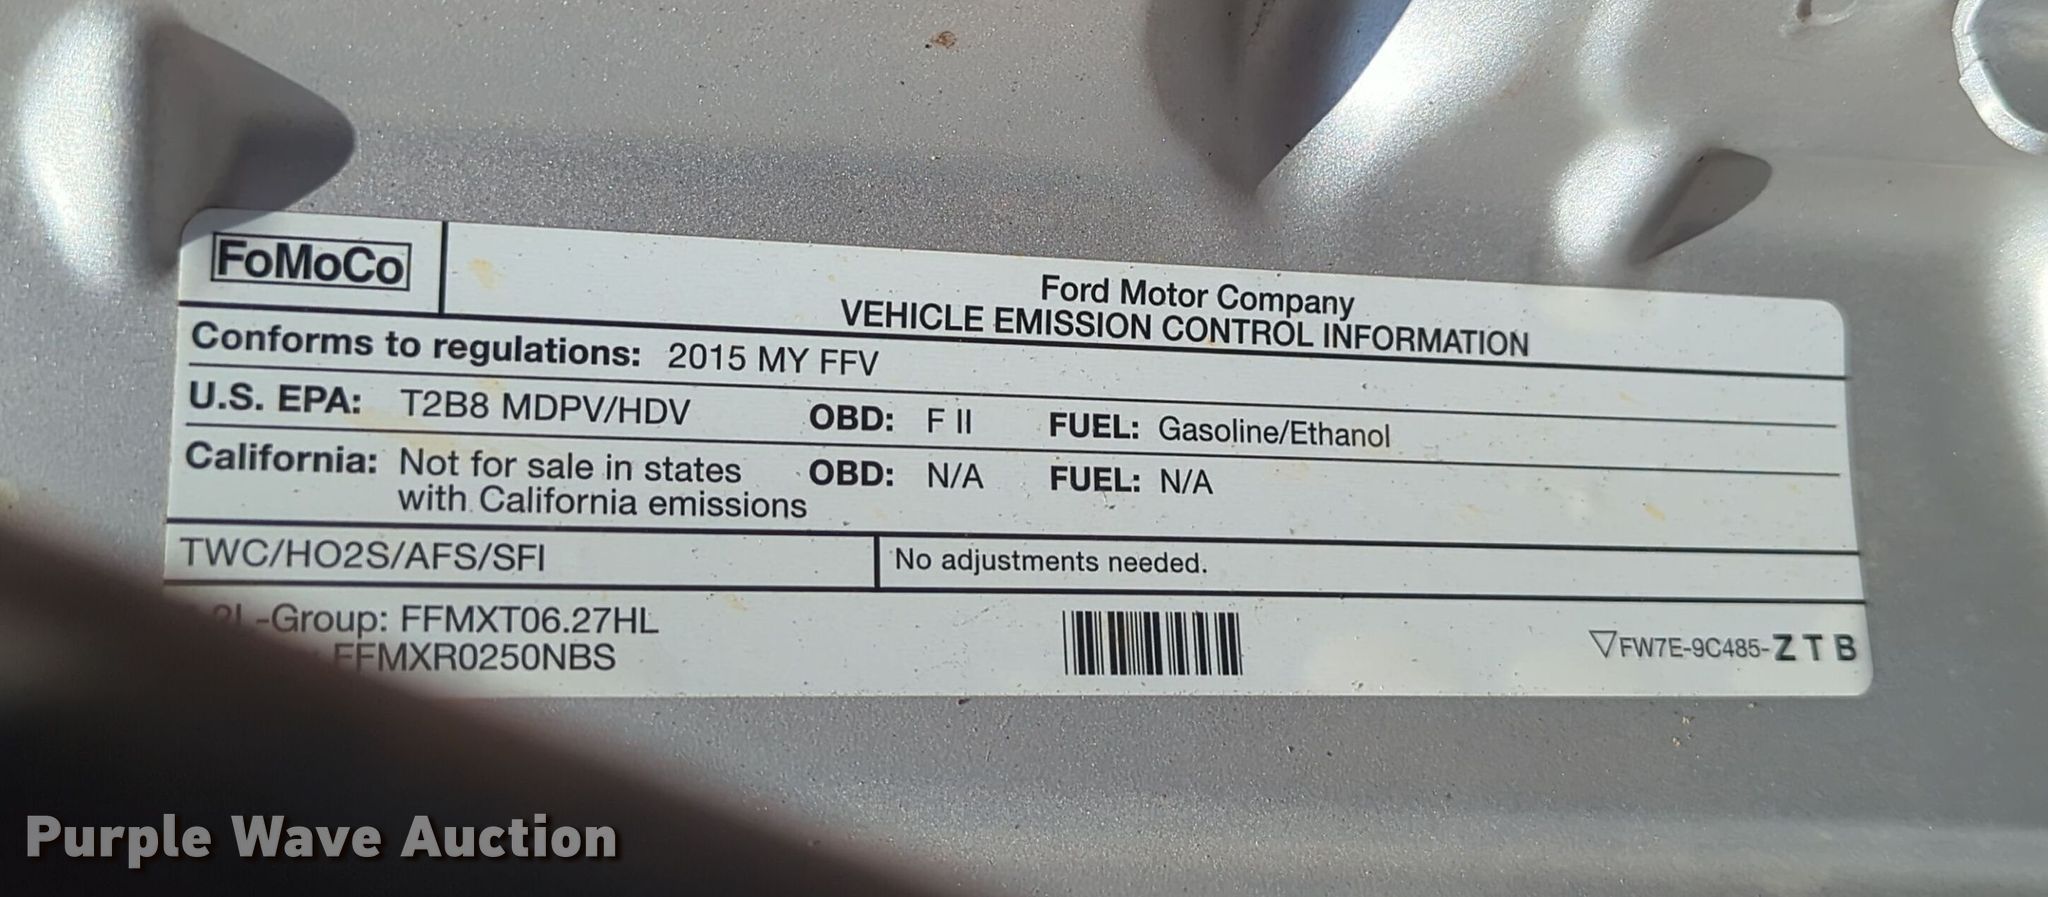 FoMoCo
Ford Motor Company
VEHICLE EMISSION CONTROL INFORMATION
Conforms to regulations: 2015 MY FFV
U.S. EPA: T2B8 MDPV/HDV OBD: F II FUEL: Gasoline/Ethanol
California: Not for sale in states with California emissions OBD: N/A FUEL: N/A
TWC/HO2S/AFS/SFI No adjustments needed.
-Group: FFMXT06.27HL
FFMXR0250NBS
▽FW7E-9C485-ZTB
Purple Wave Auction